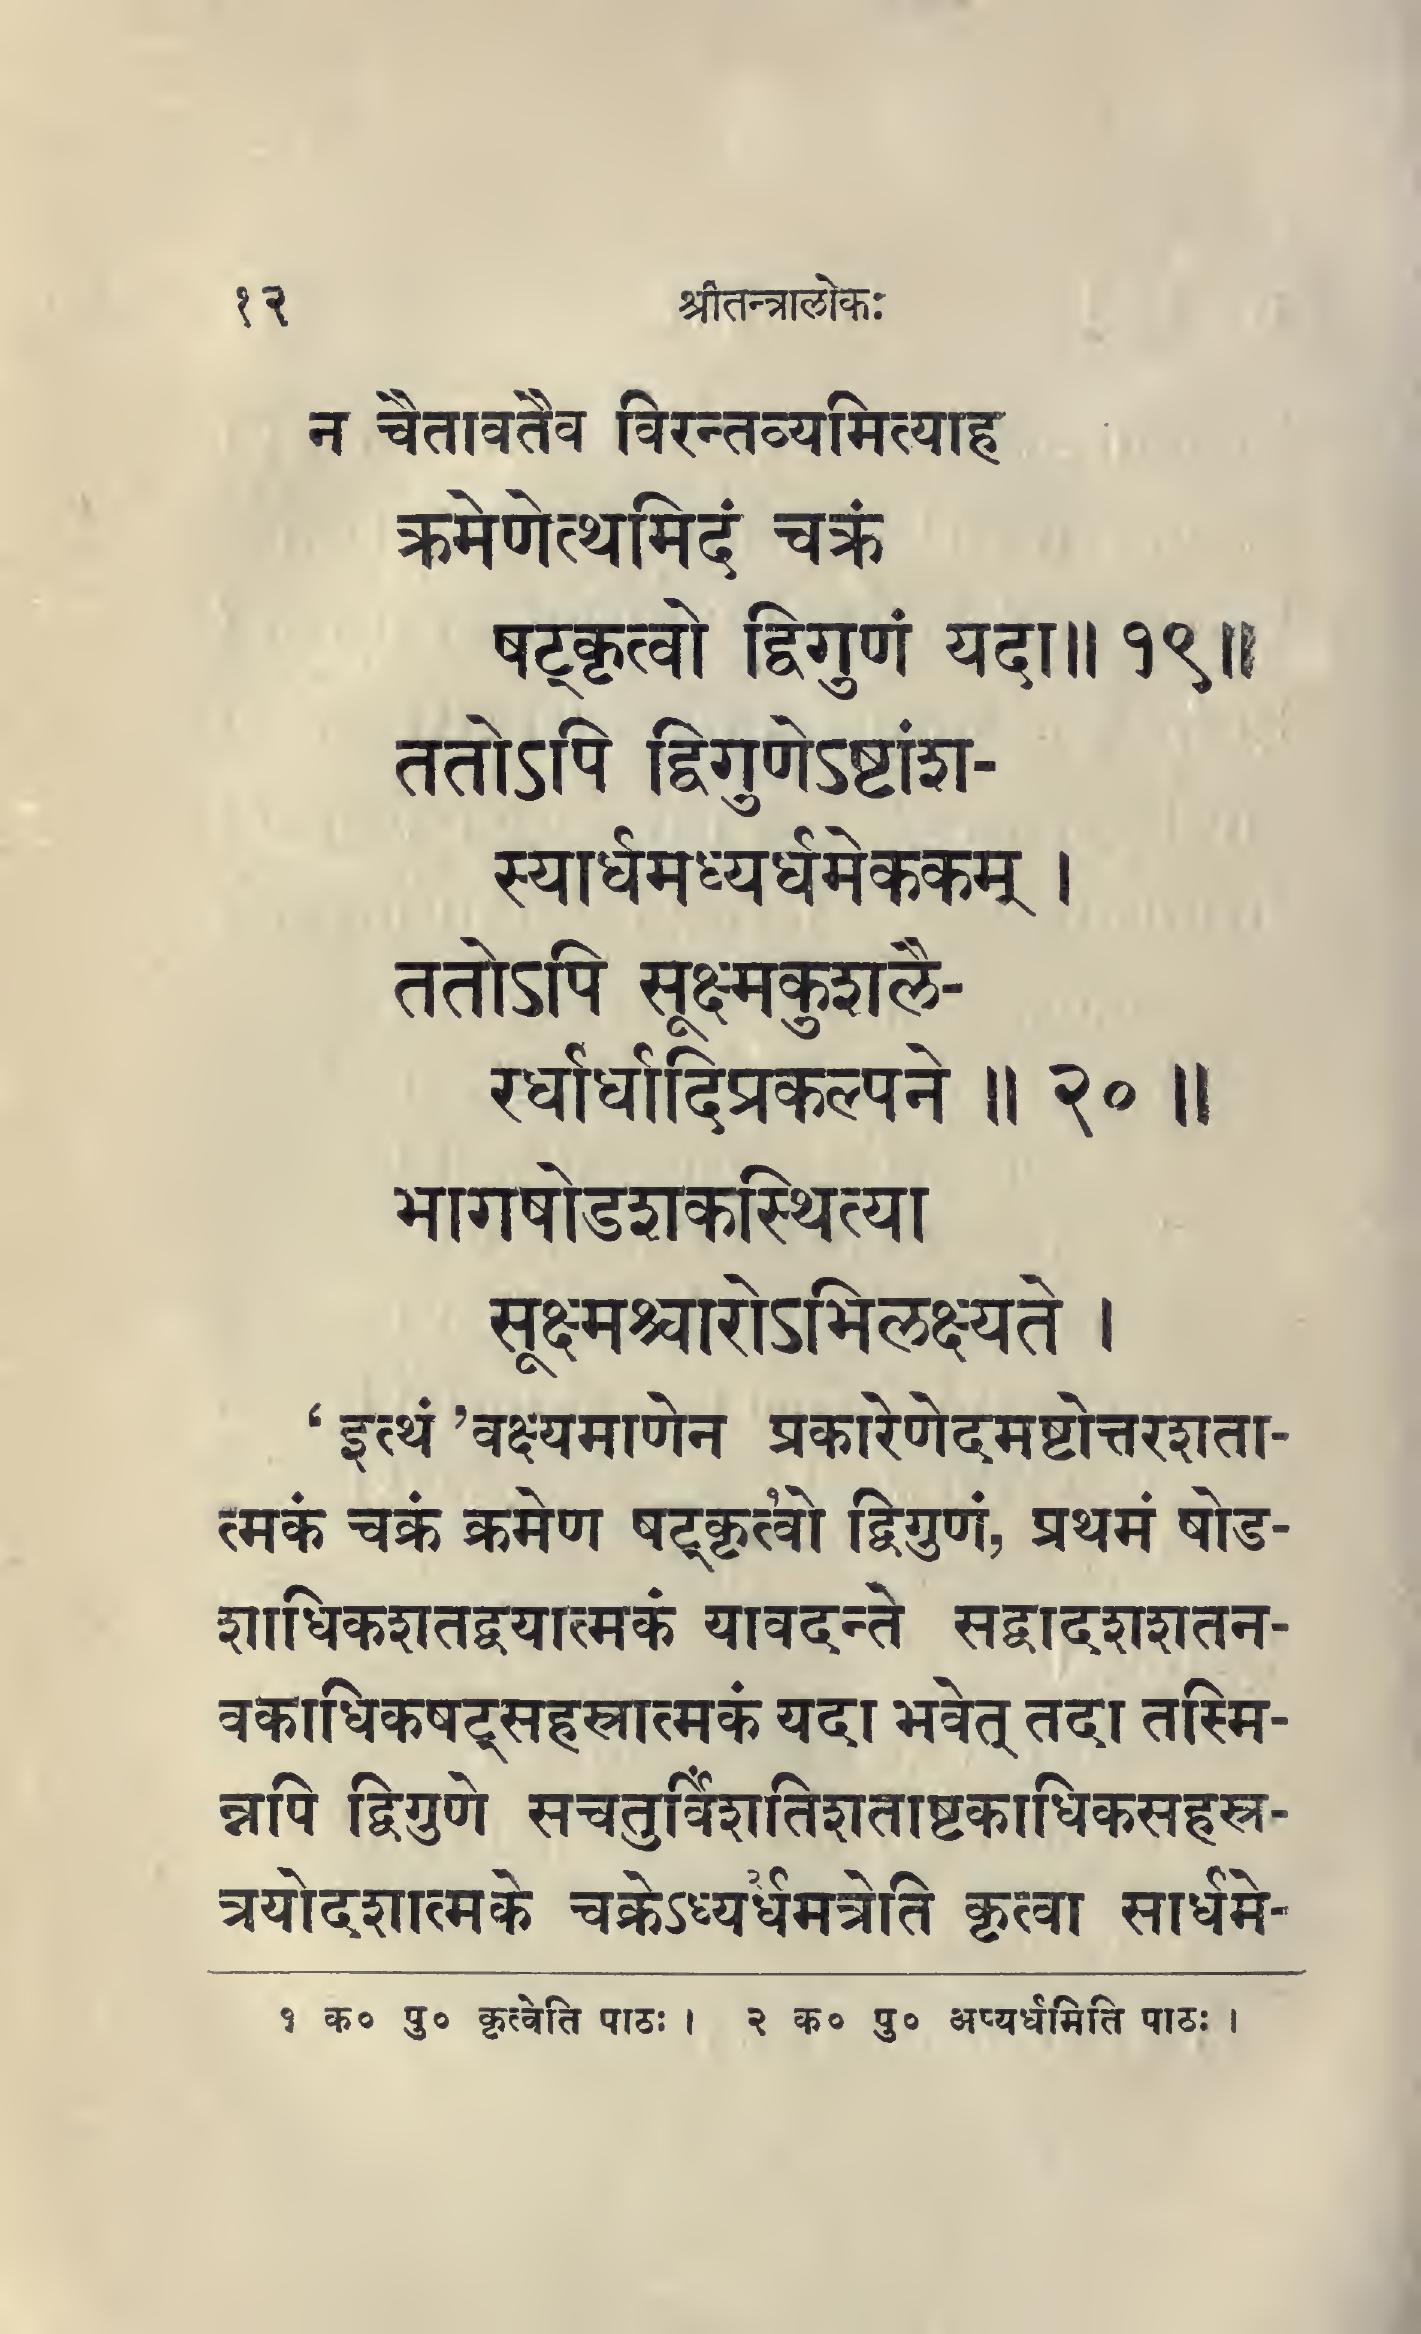 १२ श्रीतन्त्रालोकः
न चैतावतैव विरन्तव्यमित्याह
क्रमेणेत्थमिदं चक्रं
षट्कृत्वो द्विगुणं यदा॥ १९॥
ततोऽपि द्विगुणेऽष्टांश-
स्यार्धमध्यर्धमेककम् ।
ततोऽपि सूक्ष्मकुशलै-
रर्धार्धादिप्रकल्पने ॥ २० ॥
भागषोडशकस्थित्या
सूक्ष्मश्चारोऽभिलक्ष्यते ।
‘ इत्थं ’वक्ष्यमाणेन प्रकारेणेदमष्टोत्तरशता-
त्मकं चक्रं क्रमेण षट्कृत्वो१ द्विगुणं, प्रथमं षोड-
शाधिकशतद्वयात्मकं यावदन्ते सद्वादशशतन-
वकाधिकषट्सहस्रात्मकं यदा भवेत् तदा तस्मि-
न्नपि द्विगुणे सचतुर्विंशतिशताष्टकाधिकसहस्र-
त्रयोदशात्मके चक्रेऽध्यर्ध२मत्रेति कृत्वा सार्धमे-
१ क० पु० कृत्वेति पाठः । २ क० पु० अप्यर्धमिति पाठः ।